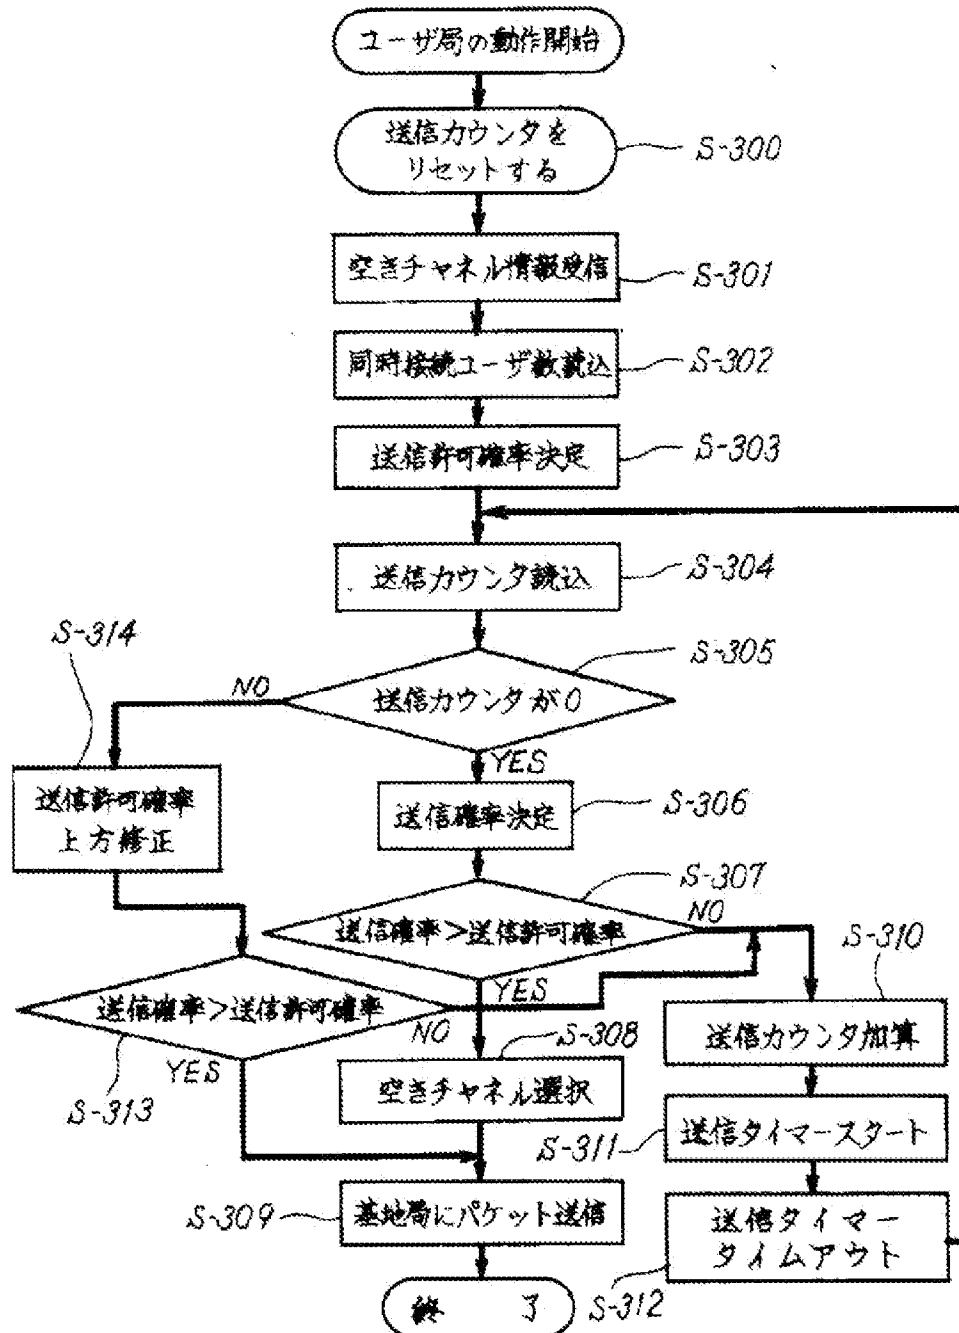 ユーザ局の動作開始
送信カウンタを
リセットする
S-300
空きチャネル情報受信
S-301
同時接続ユーザ数読込
S-302
送信許可確率決定
S-303
送信カウンタ読込
S-304
S-314
S-305
NO
送信カウンタが0
YES
送信許可確率
上方修正
送信確率決定
S-306
S-307
送信確率>送信許可確率
NO
S-310
YES
送信確率>送信許可確率
NO
S-308
送信カウンタ加算
YES
S-313
空きチャネル選択
S-311
送信タイマースタート
S-309
基地局にパケット送信
送信タイマー
タイムアウト
S-312
終 了